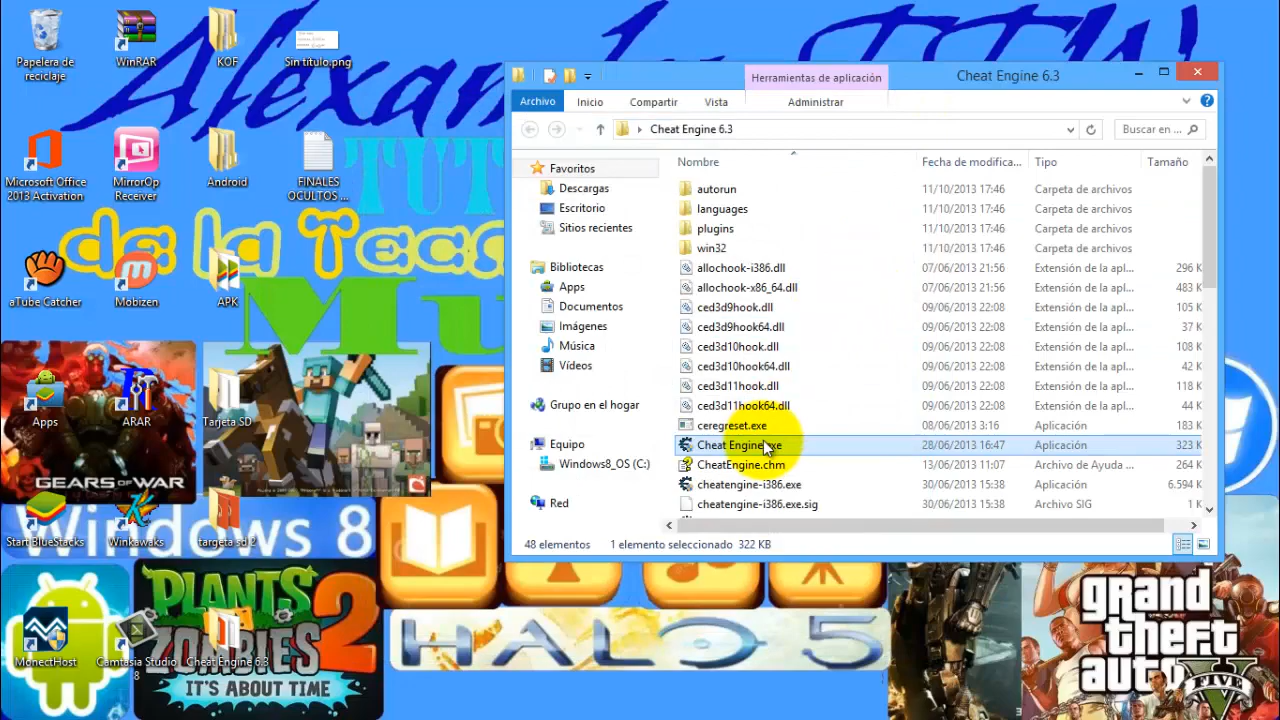 Alexander TCW
TUT
de la Teco
Mu
Papelera de
reciclaje
WinRAR
KOF
Sin título.png
Microsoft Office
2013 Activation
MirrorOp
Receiver
Android
FINALES
OCULTOS ...
aTube Catcher
Mobizen
APK
Apps
ARAR
Tarjeta SD
GEARS OF WAR
Start BlueStacks
Winkawaks
targeta sd 2
Windows 8
MonectHost
Camtasia Studio
8
Cheat Engine 6.3
PLANTS
ZOMBIES
2
IT'S ABOUT TIME
HALO 5
grand
theft
auto
FIVE
Herramientas de aplicación
Cheat Engine 6.3
Archivo
Inicio
Compartir
Vista
Administrar
Cheat Engine 6.3
Buscar en ...
Favoritos
Descargas
Escritorio
Sitios recientes
Bibliotecas
Apps
Documentos
Imágenes
Música
Vídeos
Grupo en el hogar
Equipo
Windows8_OS (C:)
Red
Nombre Fecha de modifica... Tipo Tamaño
autorun 11/10/2013 17:46 Carpeta de archivos
languages 11/10/2013 17:46 Carpeta de archivos
plugins 11/10/2013 17:46 Carpeta de archivos
win32 11/10/2013 17:46 Carpeta de archivos
allochook-i386.dll 07/06/2013 21:56 Extensión de la apl... 296 K
allochook-x86_64.dll 07/06/2013 21:56 Extensión de la apl... 483 K
ced3d9hook.dll 09/06/2013 22:08 Extensión de la apl... 105 K
ced3d9hook64.dll 09/06/2013 22:08 Extensión de la apl... 37 K
ced3d10hook.dll 09/06/2013 22:08 Extensión de la apl... 108 K
ced3d10hook64.dll 09/06/2013 22:08 Extensión de la apl... 42 K
ced3d11hook.dll 09/06/2013 22:08 Extensión de la apl... 118 K
ced3d11hook64.dll 09/06/2013 22:08 Extensión de la apl... 44 K
ceregreset.exe 08/06/2013 3:16 Aplicación 183 K
Cheat Engine.exe 28/06/2013 16:47 Aplicación 323 K
CheatEngine.chm 13/06/2013 11:07 Archivo de Ayuda ... 264 K
cheatengine-i386.exe 30/06/2013 15:38 Aplicación 6.594 K
cheatengine-i386.exe.sig 30/06/2013 15:38 Archivo SIG 1 K
48 elementos 1 elemento seleccionado 322 KB